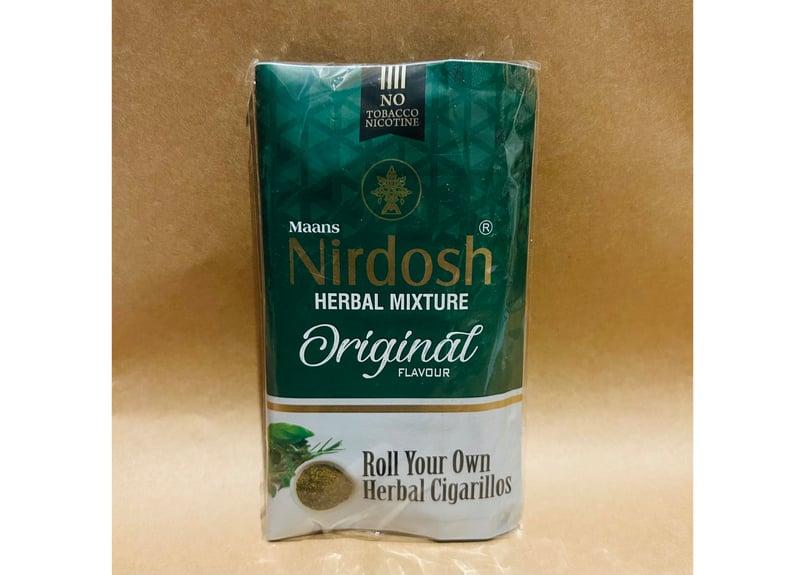 NO
TOBACCO
NICOTINE
Maans
Nirdosh®
HERBAL MIXTURE
Original
FLAVOUR
Roll Your Own
Herbal Cigarillos